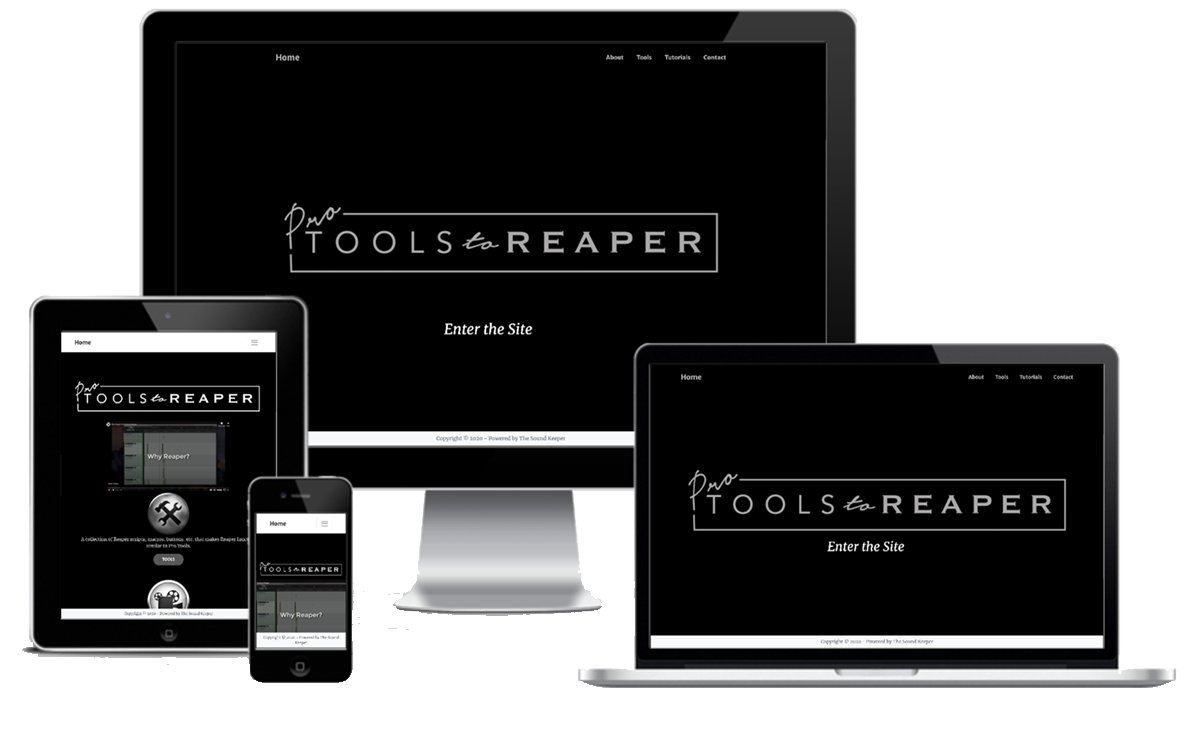 Home
About Tools Tutorials Contact
Pro
TOOLS to REAPER
Enter the Site
Copyright © 2020 - Powered by The Sound Keeper
Home
Pro
TOOLS to REAPER
Why Reaper?
A collection of Reaper scripts, macros, buttons, etc. that makes Reaper
similar to Pro Tools.
TOOLS
Copyright © 2020 - Powered by The Sound Keeper
Home
Pro
TOOLS to REAPER
Why Reaper?
Copyright © 2020 - Powered by The Sound
Keeper
Home
About Tools Tutorials Contact
Pro
TOOLS to REAPER
Enter the Site
Copyright © 2020 - Powered by The Sound Keeper